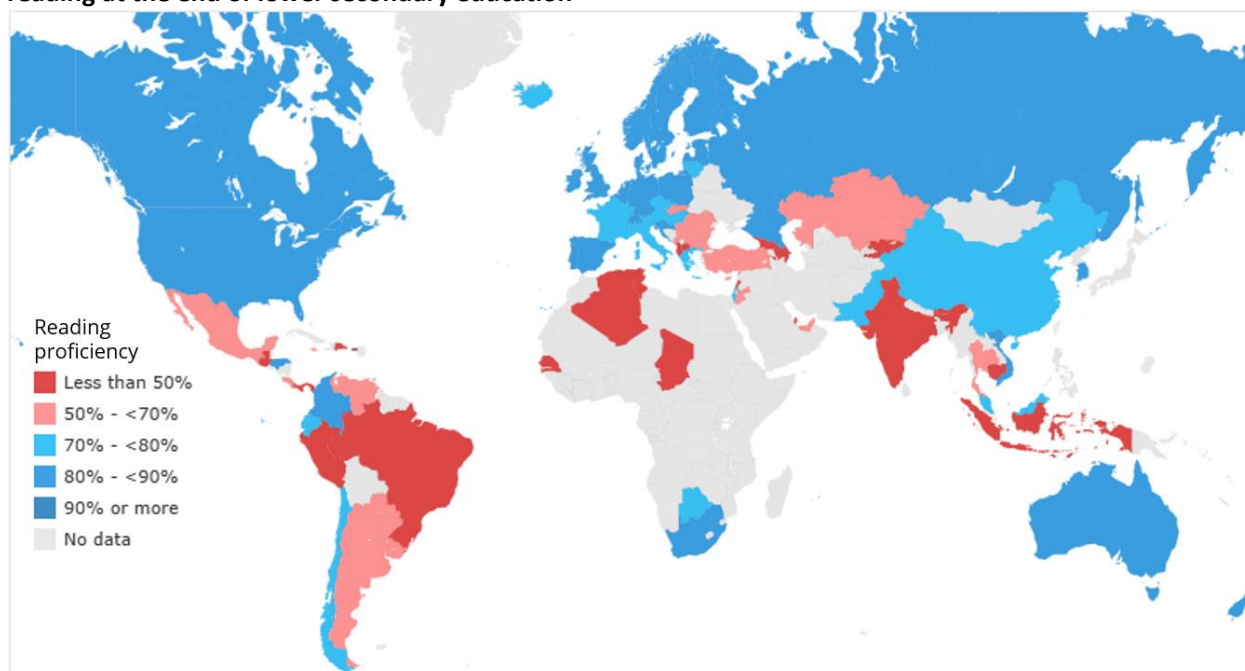 reading at the end of lower secondary education
Reading
proficiency
Less than 50%
50% - <70%
70% - <80%
80% - <90%
90% or more
No data